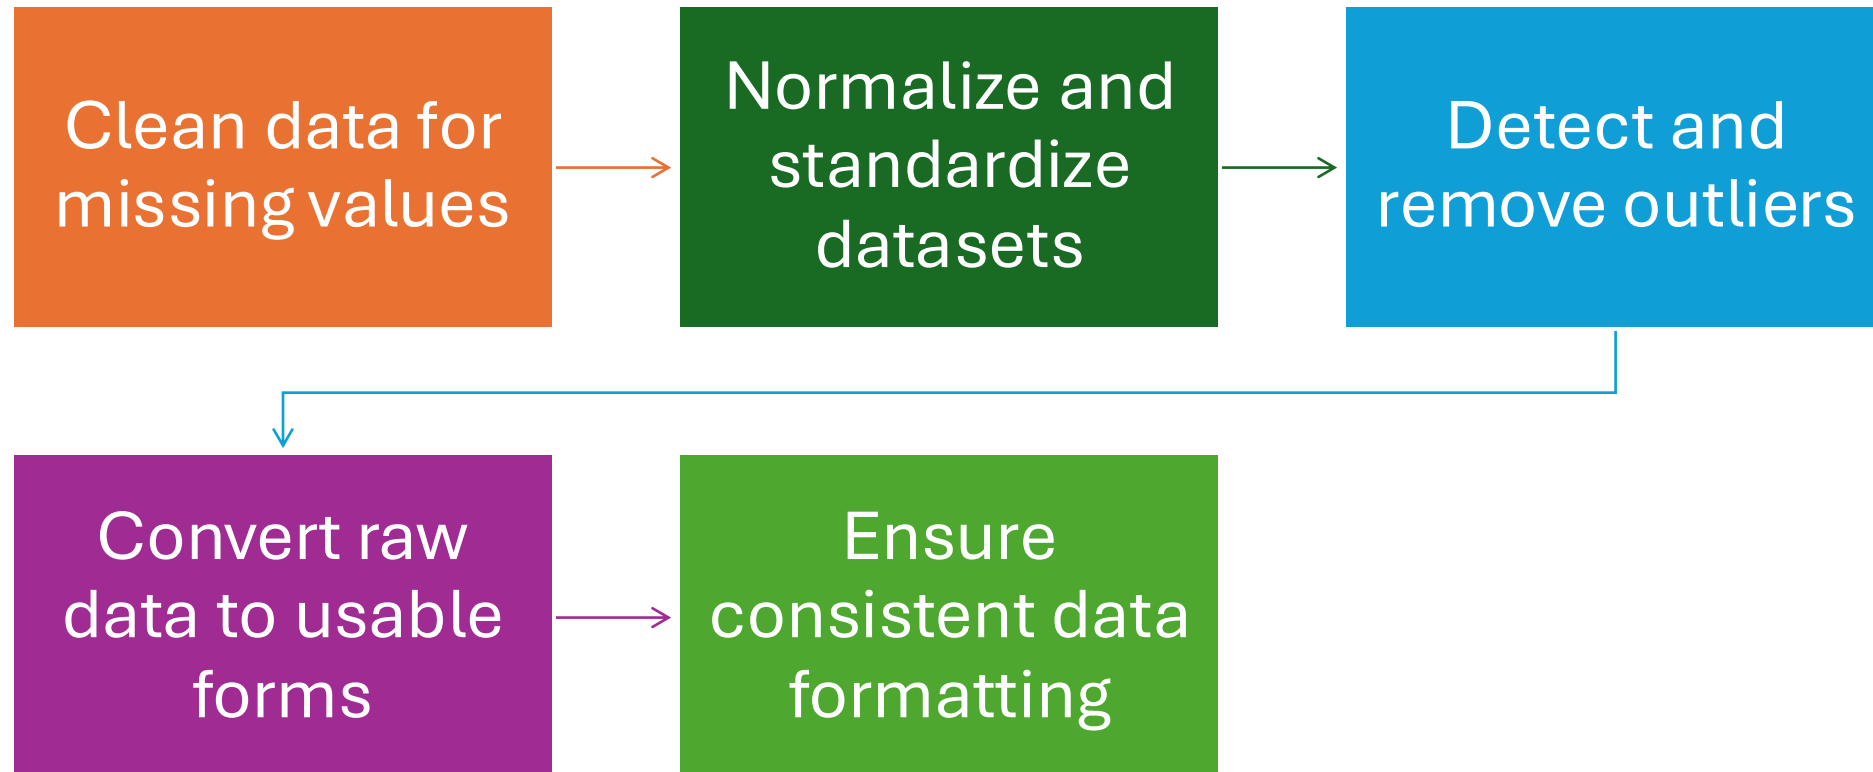 Clean data for
missing values
Normalize and
standardize
datasets
Detect and
remove outliers
Convert raw
data to usable
forms
Ensure
consistent data
formatting